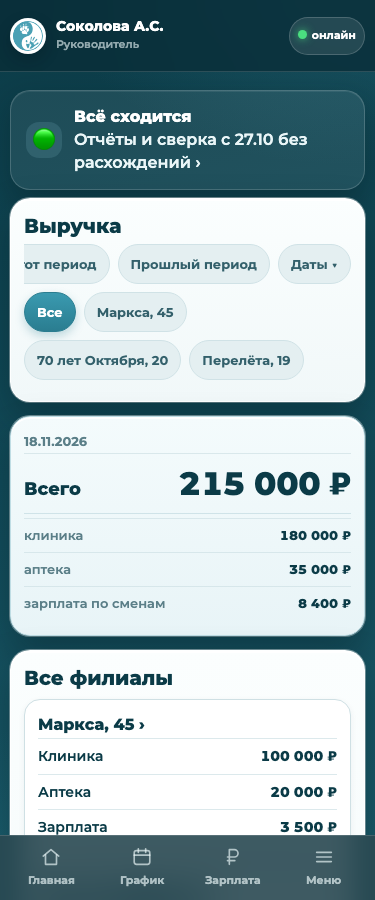 Соколова А.С.
Руководитель
онлайн
Всё сходится
Отчёты и сверка с 27.10 без
расхождений ›
Выручка
от период
Прошлый период
Даты ▾
Все
Маркса, 45
70 лет Октября, 20
Перелёта, 19
18.11.2026
Всего 215 000 ₽
клиника 180 000 ₽
аптека 35 000 ₽
зарплата по сменам 8 400 ₽
Все филиалы
Маркса, 45 ›
Клиника 100 000 ₽
Аптека 20 000 ₽
Зарплата 3 500 ₽
Главная
График
Зарплата
Меню